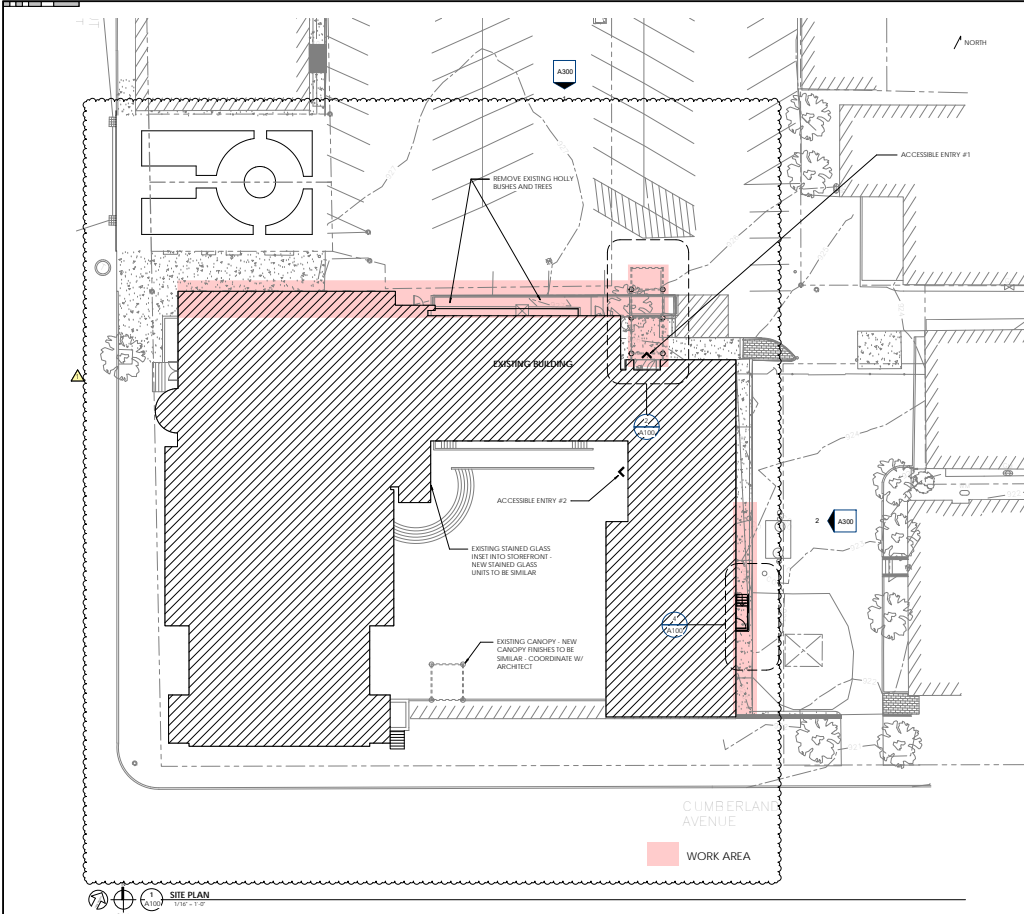 NORTH
A300
ACCESSIBLE ENTRY #1
REMOVE EXISTING HOLLY
BUSHES AND TREES
EXISTING BUILDING
A100
ACCESSIBLE ENTRY #2
2
A300
EXISTING STAINED GLASS
INSET INTO STOREFRONT -
NEW STAINED GLASS
UNITS TO BE SIMILAR
A100
EXISTING CANOPY - NEW
CANOPY FINISHES TO BE
SIMILAR - COORDINATE W/
ARCHITECT
CUMBERLAND
AVENUE
WORK AREA
1
A100
SITE PLAN
1/16" = 1'-0"